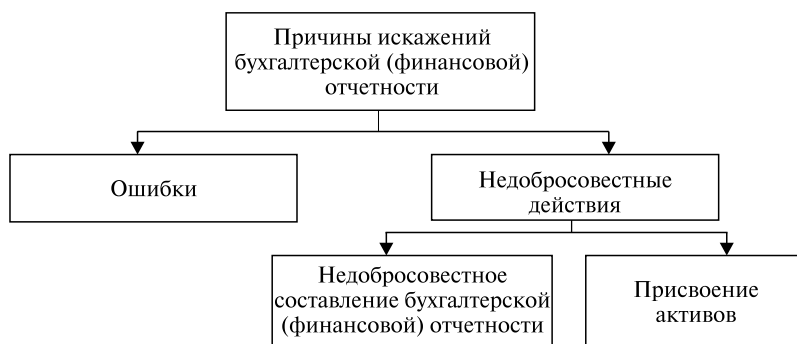 Причины искажений
бухгалтерской (финансовой)
отчетности
Ошибки
Недобросовестные
действия
Недобросовестное
составление бухгалтерской
(финансовой) отчетности
Присвоение
активов